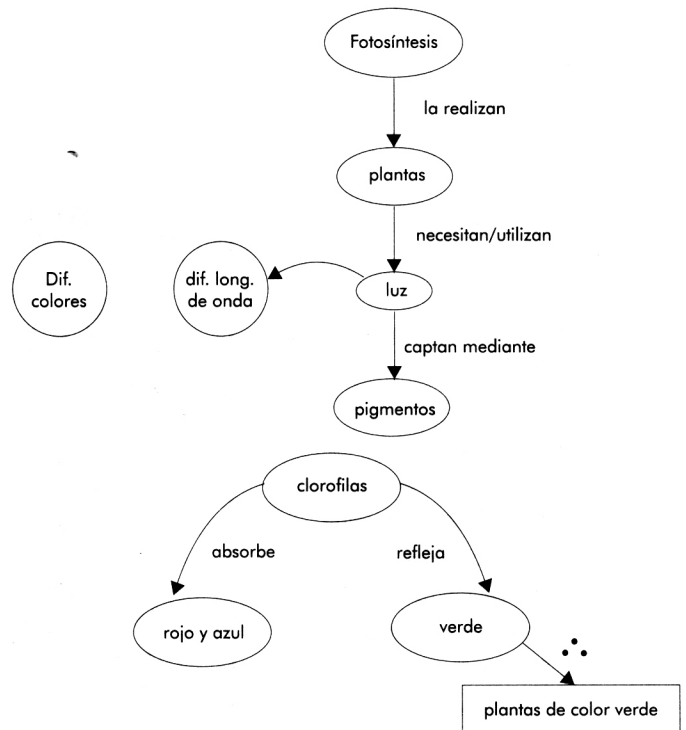 Fotosíntesis
la realizan
plantas
necesitan/utilizan
Dif.
colores
dif. long.
de onda
luz
captan mediante
pigmentos
clorofilas
absorbe
refleja
rojo y azul
verde
∴
plantas de color verde